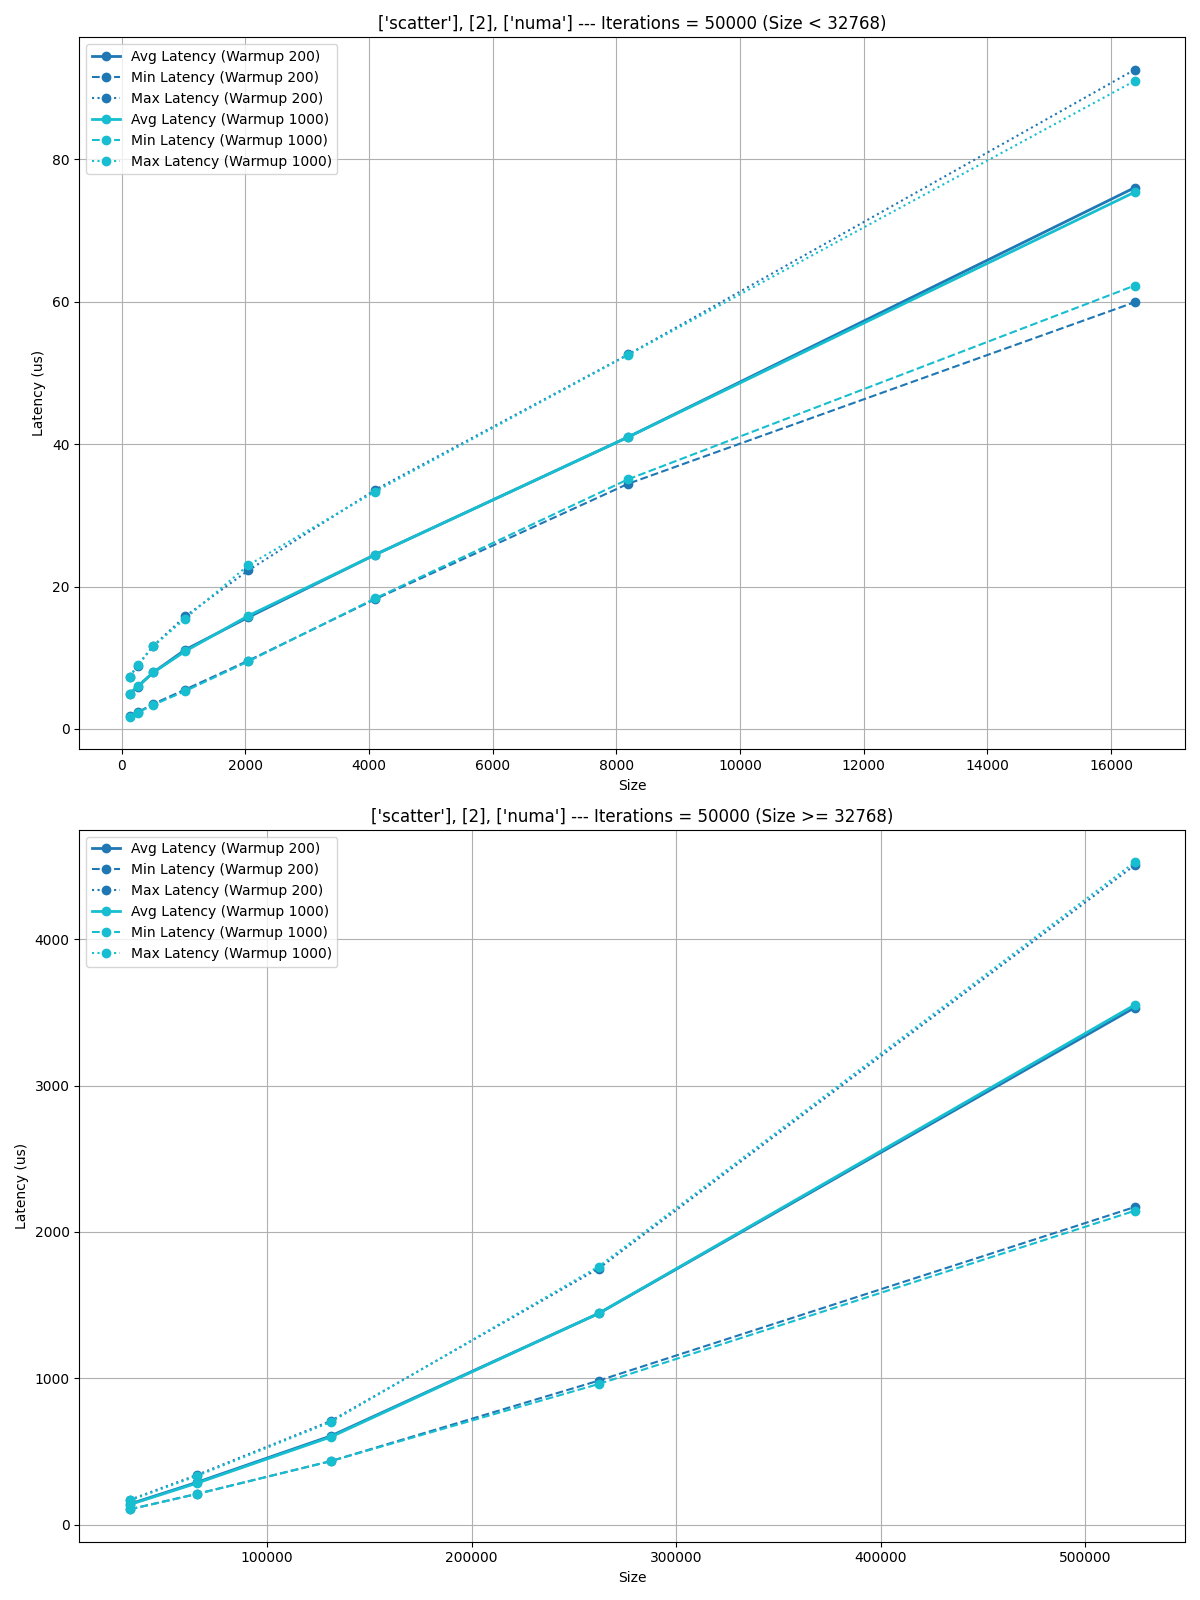 ['scatter'], [2], ['numa'] --- Iterations = 50000 (Size < 32768)
Avg Latency (Warmup 200)
Min Latency (Warmup 200)
Max Latency (Warmup 200)
Avg Latency (Warmup 1000)
Min Latency (Warmup 1000)
Max Latency (Warmup 1000)
80
60
40
20
0
Latency (us)
0 2000 4000 6000 8000 10000 12000 14000 16000
Size
['scatter'], [2], ['numa'] --- Iterations = 50000 (Size >= 32768)
Avg Latency (Warmup 200)
Min Latency (Warmup 200)
Max Latency (Warmup 200)
Avg Latency (Warmup 1000)
Min Latency (Warmup 1000)
Max Latency (Warmup 1000)
4000
3000
2000
1000
0
Latency (us)
100000 200000 300000 400000 500000
Size